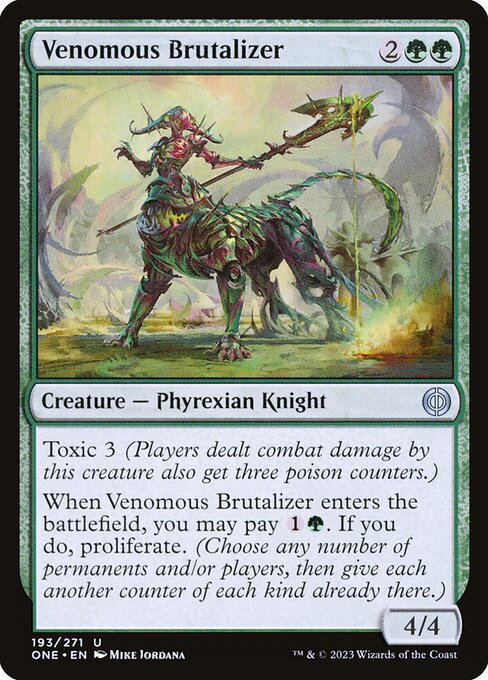 Venomous Brutalizer 2
Creature — Phyrexian Knight
Toxic 3 (Players dealt combat damage by
this creature also get three poison counters.)
When Venomous Brutalizer enters the
battlefield, you may pay 1. If you
do, proliferate. (Choose any number of
permanents and/or players, then give each
another counter of each kind already there.)
4/4
193/271 U
ONE • EN Mike Jordana
™ & © 2023 Wizards of the Coast